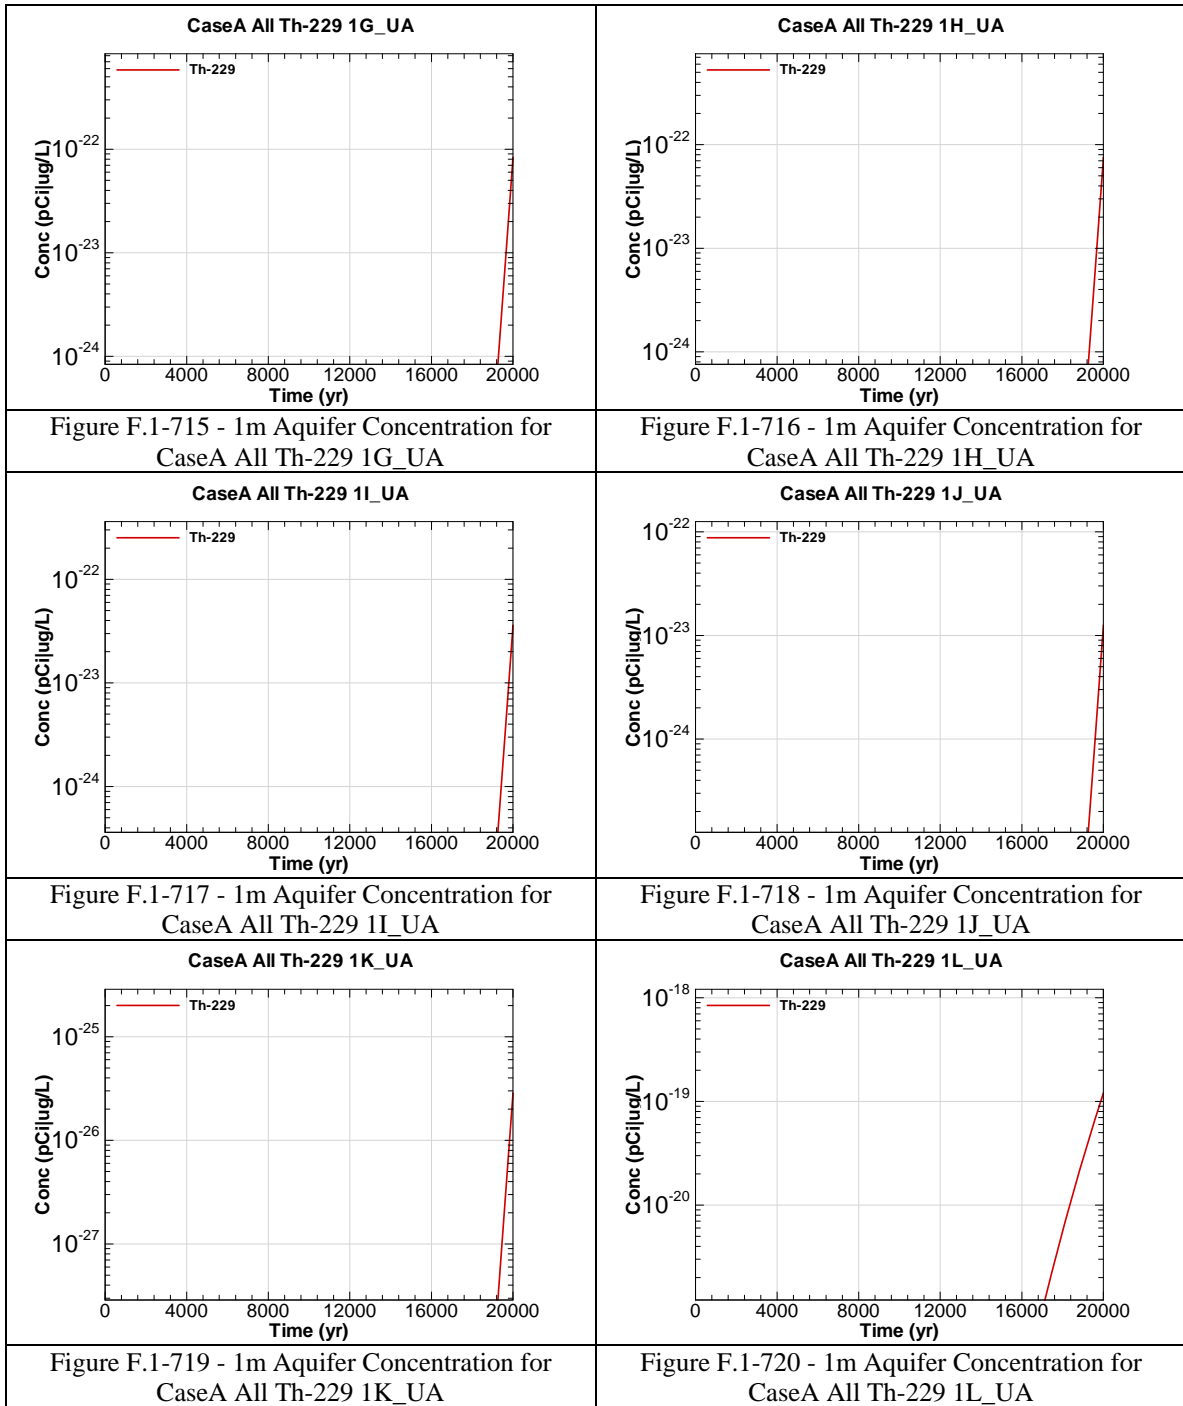 CaseA All Th-229 1G_UA
Th-229
Conc (pCi|ug/L)
10-22
10-23
10-24
0 4000 8000 12000 16000 20000
Time (yr)
Figure F.1-715 - 1m Aquifer Concentration for
CaseA All Th-229 1G_UA
CaseA All Th-229 1H_UA
Th-229
Conc (pCi|ug/L)
10-22
10-23
10-24
0 4000 8000 12000 16000 20000
Time (yr)
Figure F.1-716 - 1m Aquifer Concentration for
CaseA All Th-229 1H_UA
CaseA All Th-229 1I_UA
Th-229
Conc (pCi|ug/L)
10-22
10-23
10-24
0 4000 8000 12000 16000 20000
Time (yr)
Figure F.1-717 - 1m Aquifer Concentration for
CaseA All Th-229 1I_UA
CaseA All Th-229 1J_UA
Th-229
Conc (pCi|ug/L)
10-22
10-23
10-24
0 4000 8000 12000 16000 20000
Time (yr)
Figure F.1-718 - 1m Aquifer Concentration for
CaseA All Th-229 1J_UA
CaseA All Th-229 1K_UA
Th-229
Conc (pCi|ug/L)
10-25
10-26
10-27
0 4000 8000 12000 16000 20000
Time (yr)
Figure F.1-719 - 1m Aquifer Concentration for
CaseA All Th-229 1K_UA
CaseA All Th-229 1L_UA
Th-229
Conc (pCi|ug/L)
10-18
10-19
10-20
0 4000 8000 12000 16000 20000
Time (yr)
Figure F.1-720 - 1m Aquifer Concentration for
CaseA All Th-229 1L_UA